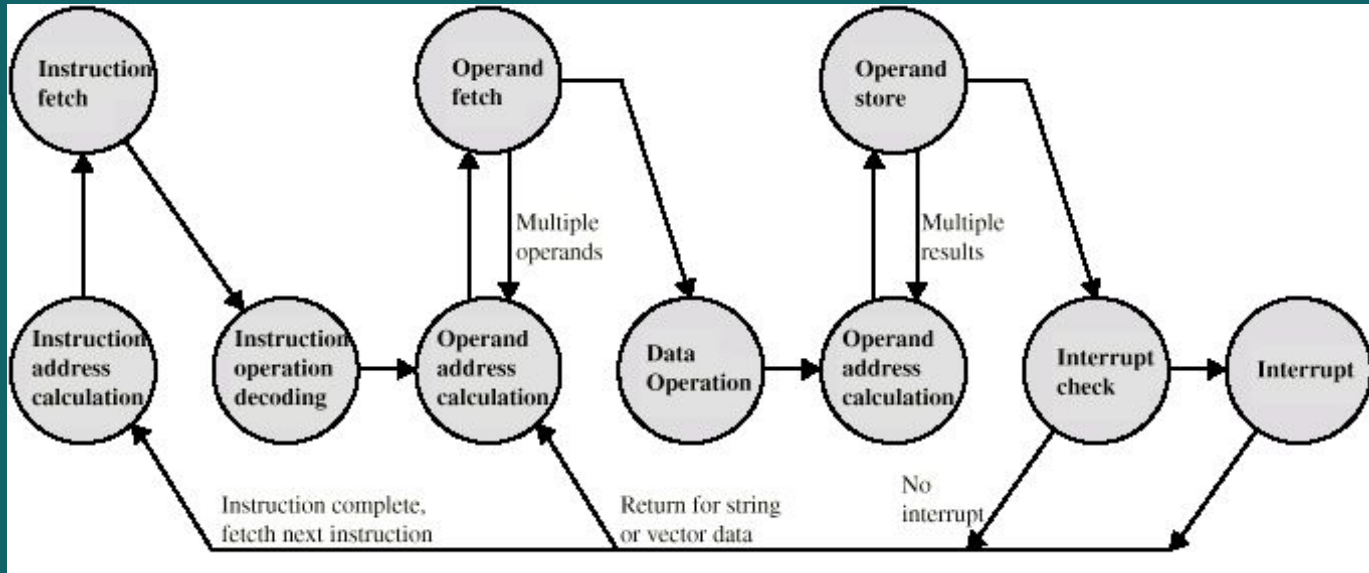 Instruction
fetch
Operand
fetch
Operand
store
Multiple
operands
Multiple
results
Instruction
address
calculation
Instruction
operation
decoding
Operand
address
calculation
Data
Operation
Operand
address
calculation
Interrupt
check
Interrupt
Instruction complete,
fetcth next instruction
Return for string
or vector data
No
interrupt